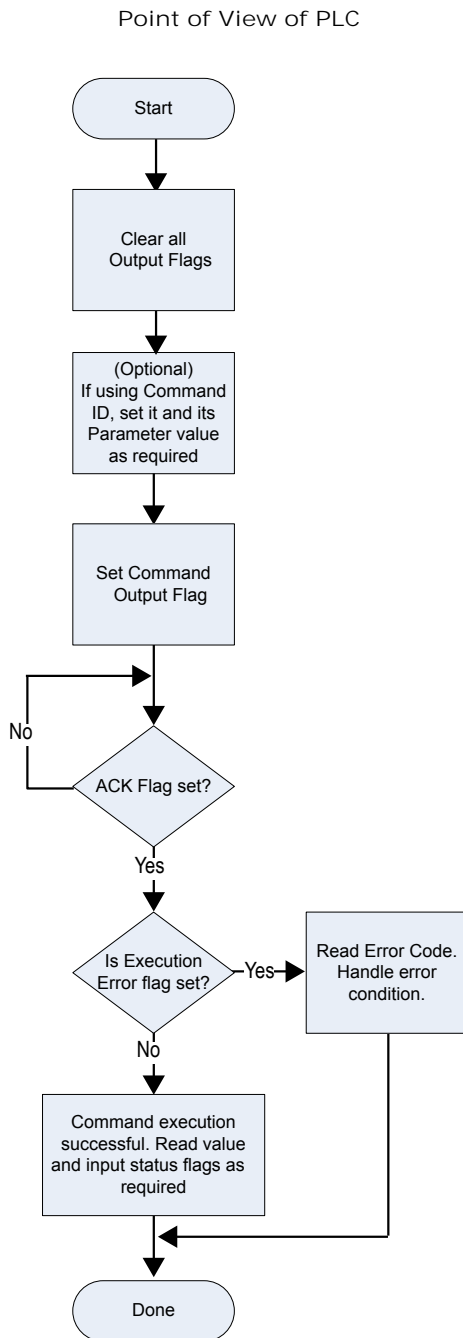 Point of View of PLC
Start
Clear all
Output Flags
(Optional)
If using Command
ID, set it and its
Parameter value
as required
Set Command
Output Flag
No
ACK Flag set?
Yes
Is Execution
Error flag set?
Yes
Read Error Code.
Handle error
condition.
No
Command execution
successful. Read value
and input status flags as
required
Done